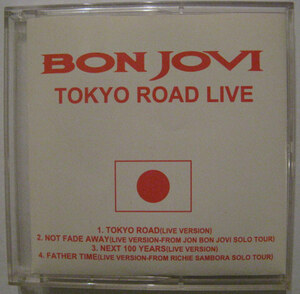 BON JOVI
TOKYO ROAD LIVE
1. TOKYO ROAD(LIVE VERSION)
2. NOT FADE AWAY(LIVE VERSION-FROM JON BON JOVI SOLO TOUR)
3. NEXT 100 YEARS(LIVE VERSION)
4. FATHER TIME(LIVE VERSION-FROM RICHIE SAMBORA SOLO TOUR)